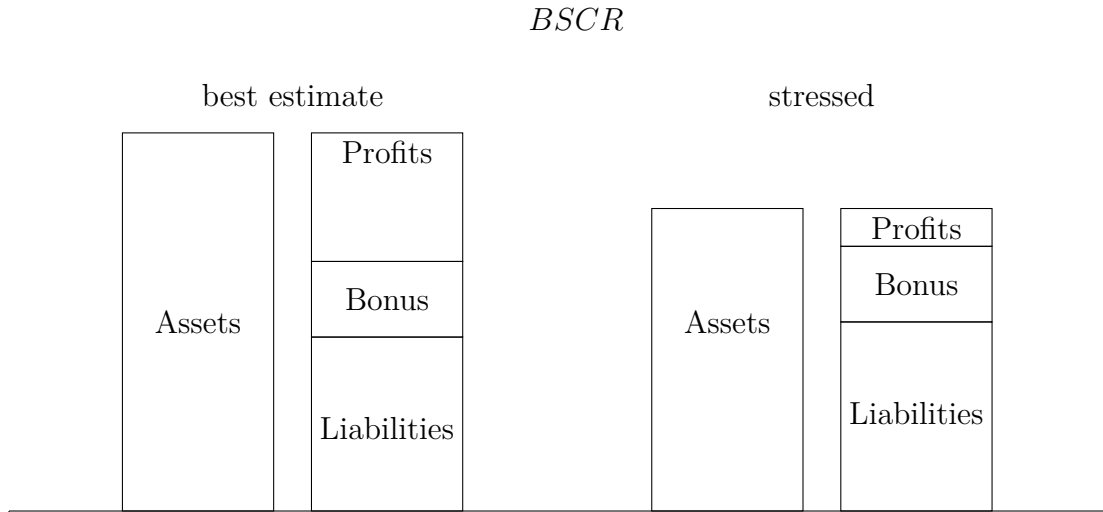 BSCR
best estimate
stressed
Profits
Bonus
Assets
Liabilities
Profits
Bonus
Assets
Liabilities